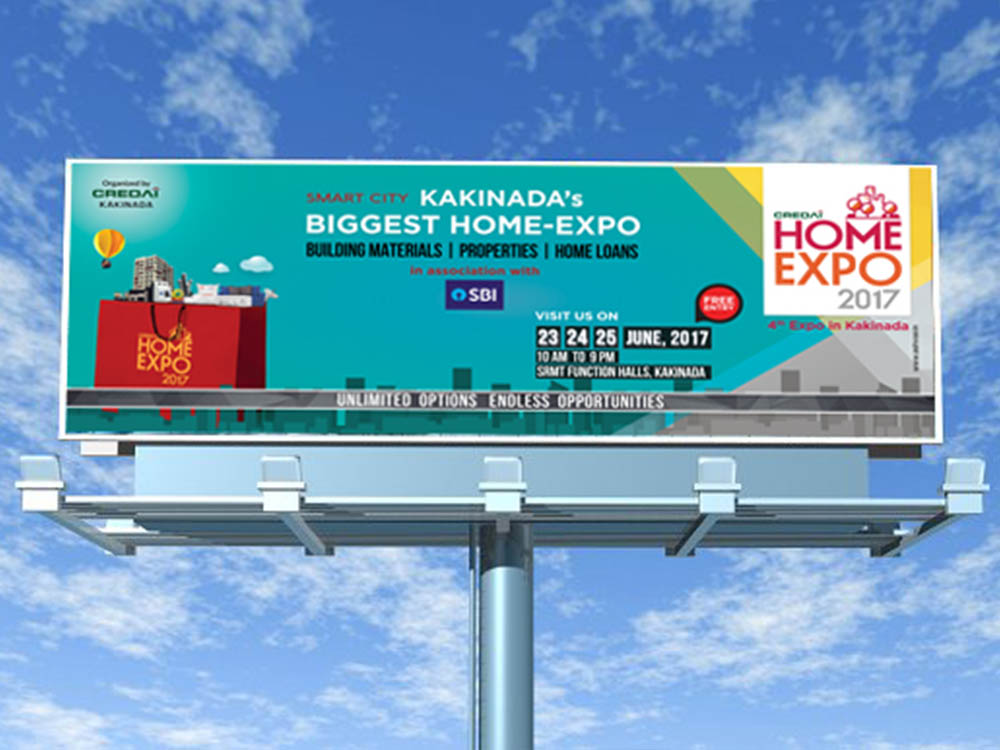 Organized by
CREDAI
KAKINADA
SMART CITY KAKINADA's
BIGGEST HOME-EXPO
BUILDING MATERIALS | PROPERTIES | HOME LOANS
in association with
SBI
VISIT US ON
23 24 25 JUNE, 2017
10 AM TO 9 PM
SRMT FUNCTION HALLS, KAKINADA
FREE
ENTRY
CREDAI
HOME
EXPO
2017
4th Expo in Kakinada
HOME
EXPO
2017
UNLIMITED OPTIONS ENDLESS OPPORTUNITIES